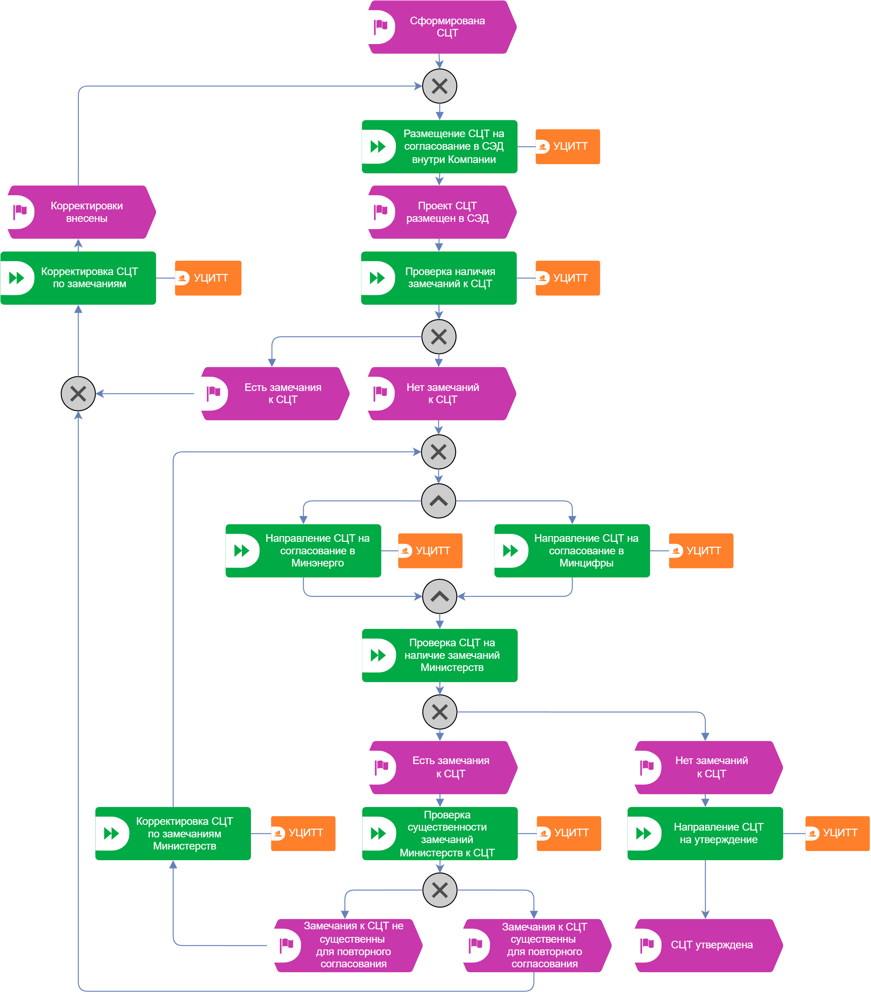 Сформирована
СЦТ
Размещение СЦТ на
согласование в СЭД
внутри Компании
УЦИТТ
Корректировки
внесены
Проект СЦТ
размещен в СЭД
Корректировка СЦТ
по замечаниям
УЦИТТ
Проверка наличия
замечаний к СЦТ
УЦИТТ
Есть замечания
к СЦТ
Нет замечаний
к СЦТ
Направление СЦТ на
согласование в
Минэнерго
УЦИТТ
Направление СЦТ на
согласование в
Минцифры
УЦИТТ
Проверка СЦТ на
наличие замечаний
Министерств
Есть замечания
к СЦТ
Нет замечаний
к СЦТ
Корректировка СЦТ
по замечаниям
Министерств
УЦИТТ
Проверка
существенности
замечаний
Министерств к СЦТ
УЦИТТ
Направление СЦТ
на утверждение
УЦИТТ
Замечания к СЦТ не
существенны
для повторного
согласования
Замечания к СЦТ
существенны
для повторного
согласования
СЦТ утверждена